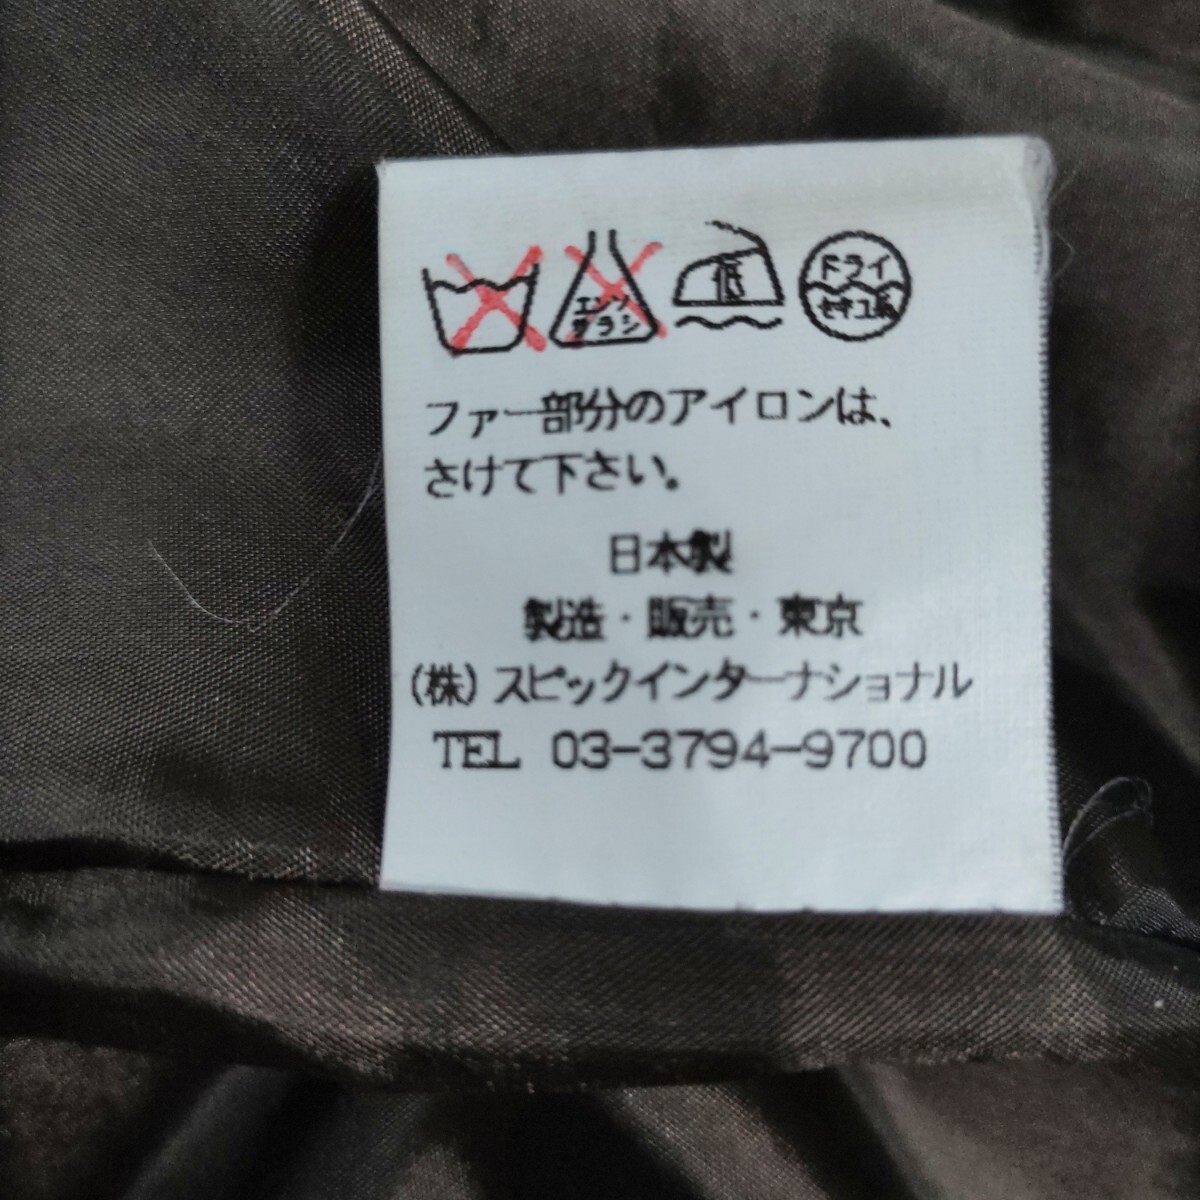 エンソ
サラシ
低
ドライ
セキユ系
ファー部分のアイロンは、
さけて下さい。
日本製
製造・販売・東京
(株)スピックインターナショナル
TEL 03-3794-9700